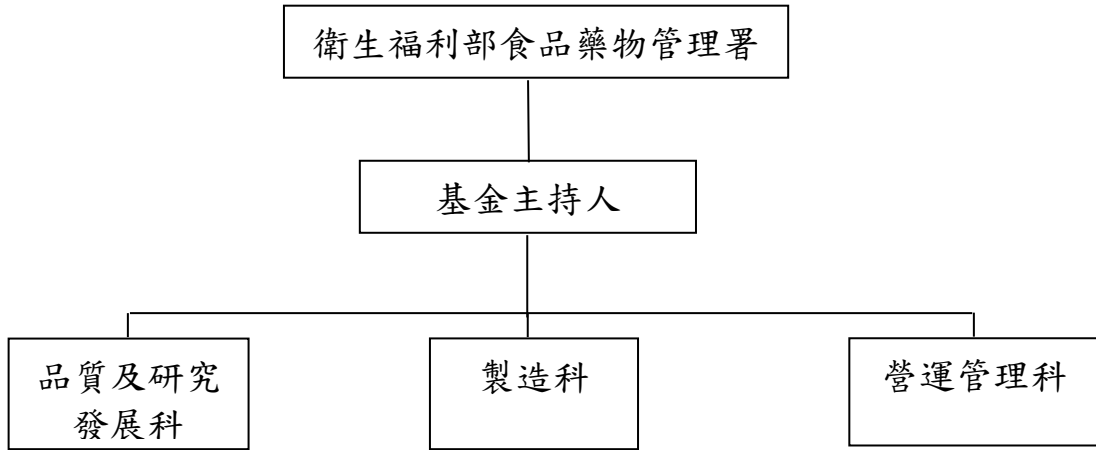 衛生福利部食品藥物管理署
基金主持人
品質及研究
發展科
製造科
營運管理科